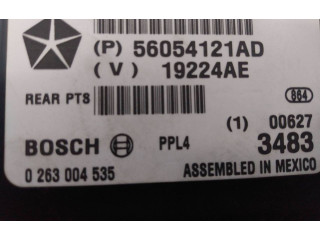 (P) 56054121AD
(V) 19224AE
REAR PTS 864
(1) 00627
BOSCH PPL4 3483
0 263 004 535 ASSEMBLED IN MEXICO